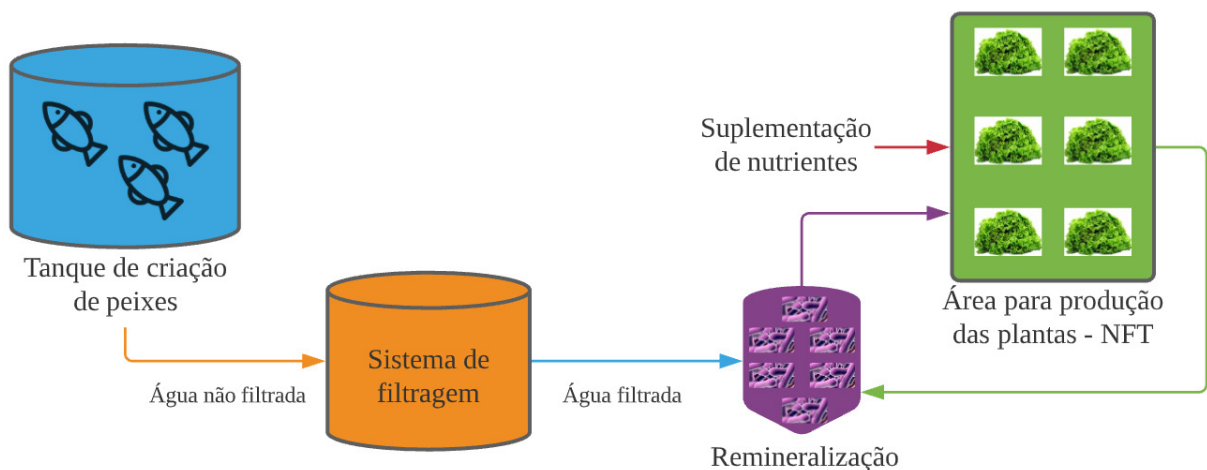 Tanque de criação
de peixes
Água não filtrada
Sistema de
filtragem
Água filtrada
Remineralização
Suplementação
de nutrientes
Área para produção
das plantas - NFT